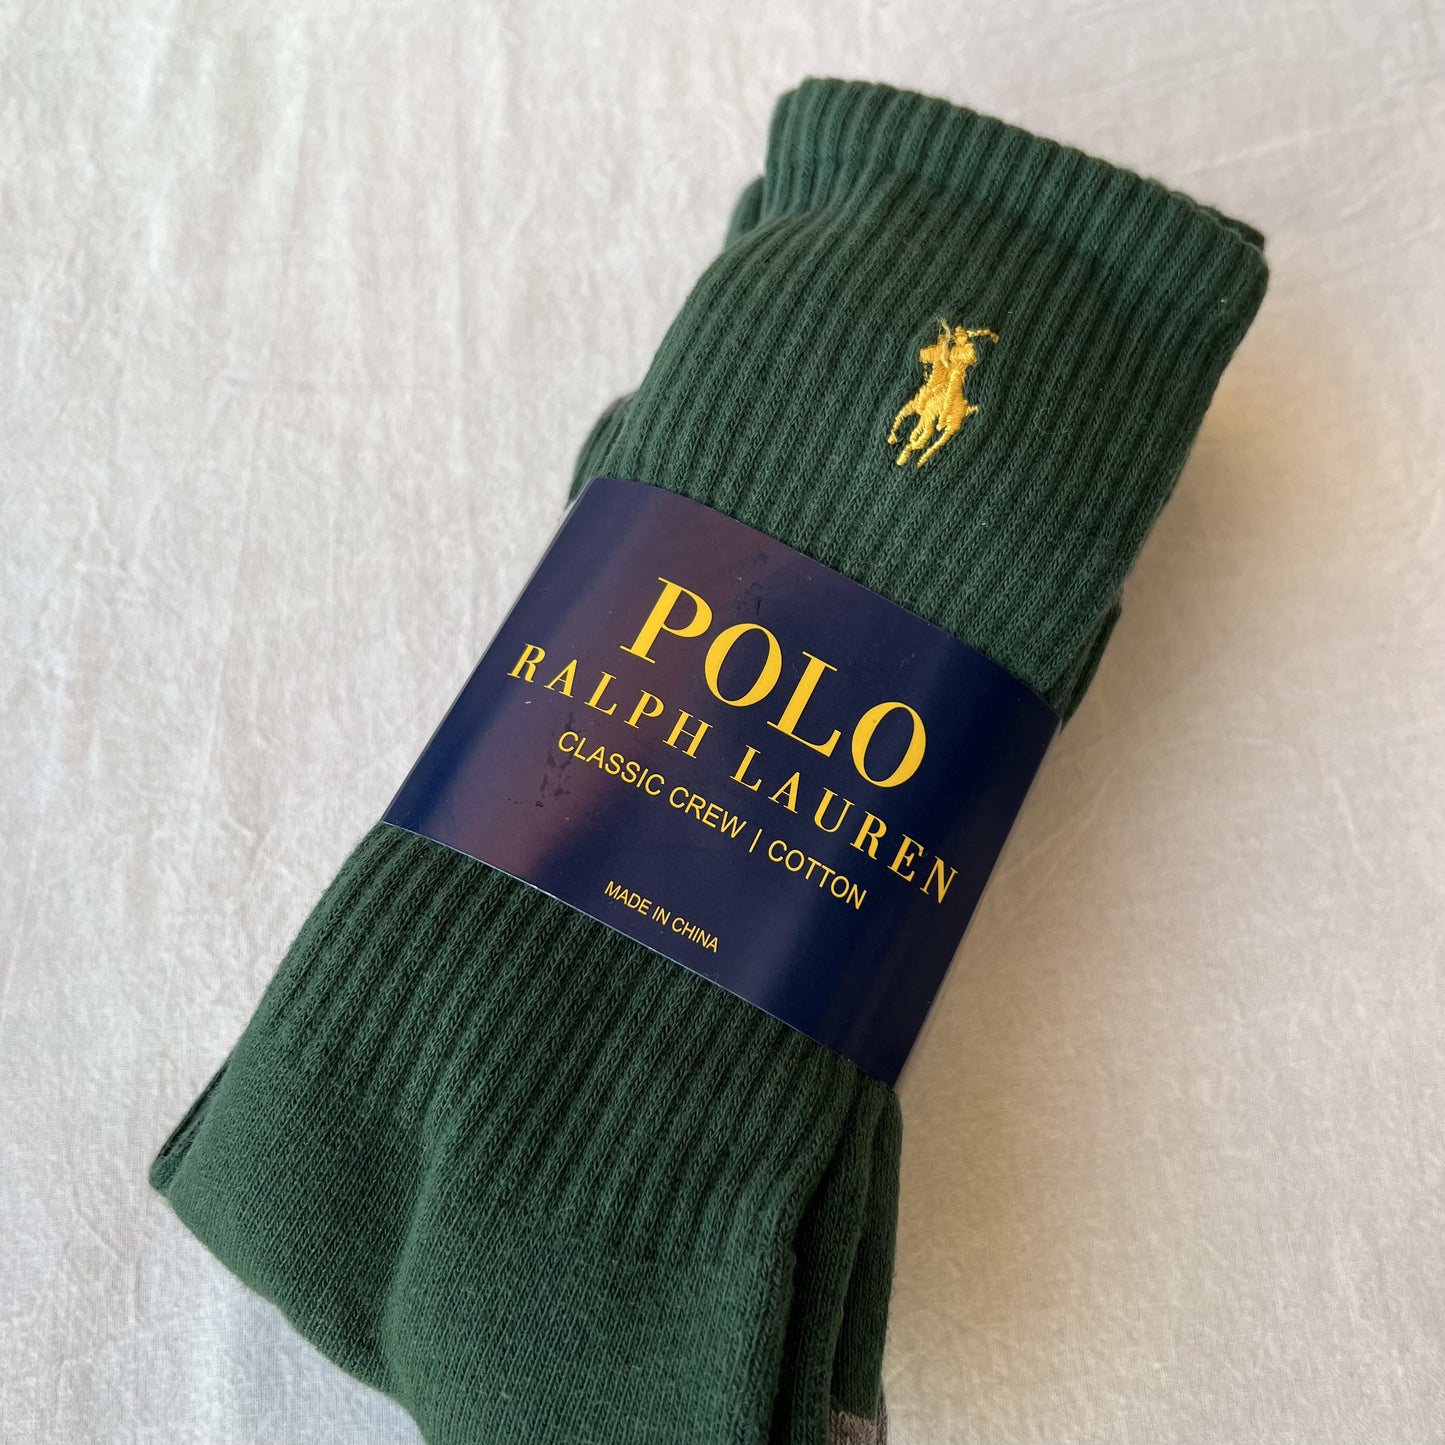 POLO
RALPH LAUREN
CLASSIC CREW | COTTON
MADE IN CHINA